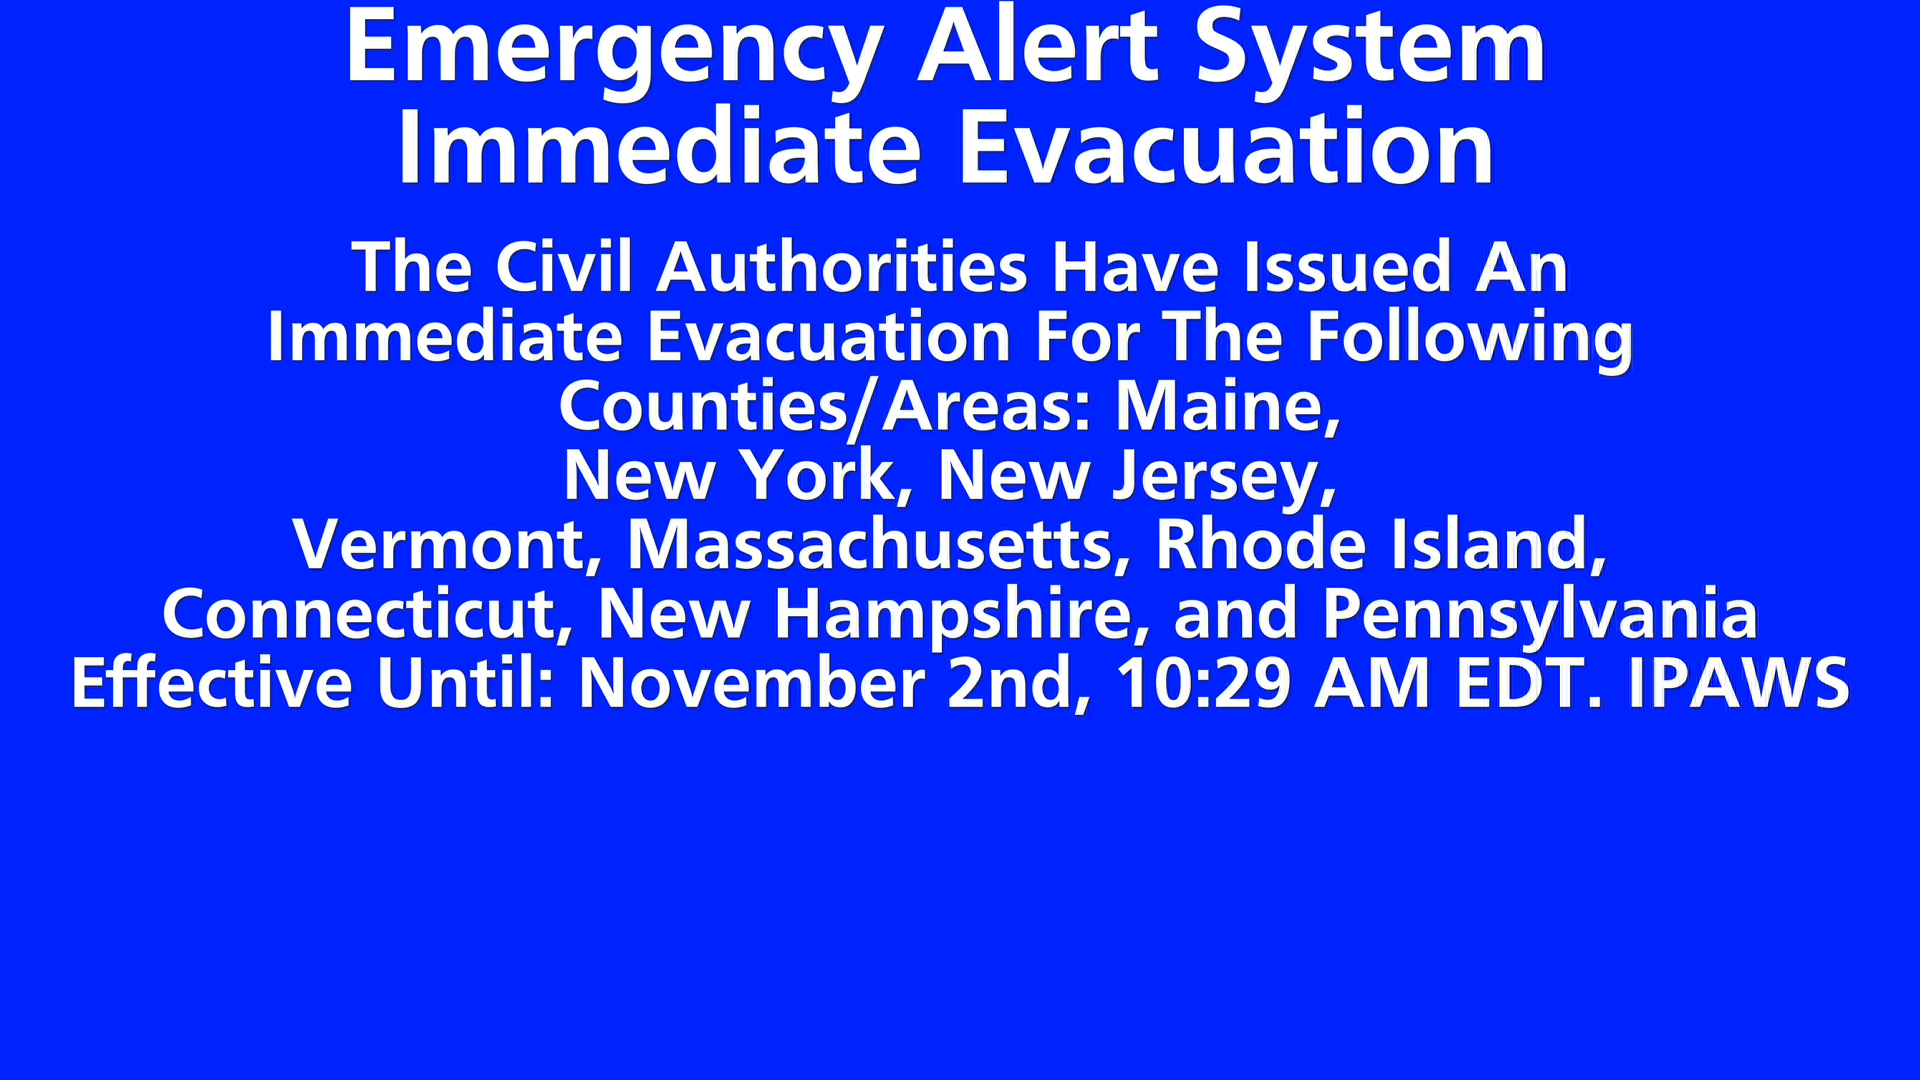 Emergency Alert System
Immediate Evacuation
The Civil Authorities Have Issued An
Immediate Evacuation For The Following
Counties/Areas: Maine,
New York, New Jersey,
Vermont, Massachusetts, Rhode Island,
Connecticut, New Hampshire, and Pennsylvania
Effective Until: November 2nd, 10:29 AM EDT. IPAWS